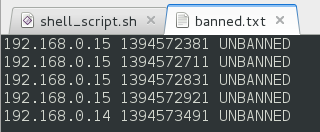 shell_script.sh banned.txt
192.168.0.15 1394572381 UNBANNED
192.168.0.15 1394572711 UNBANNED
192.168.0.15 1394572831 UNBANNED
192.168.0.15 1394572921 UNBANNED
192.168.0.14 1394573491 UNBANNED